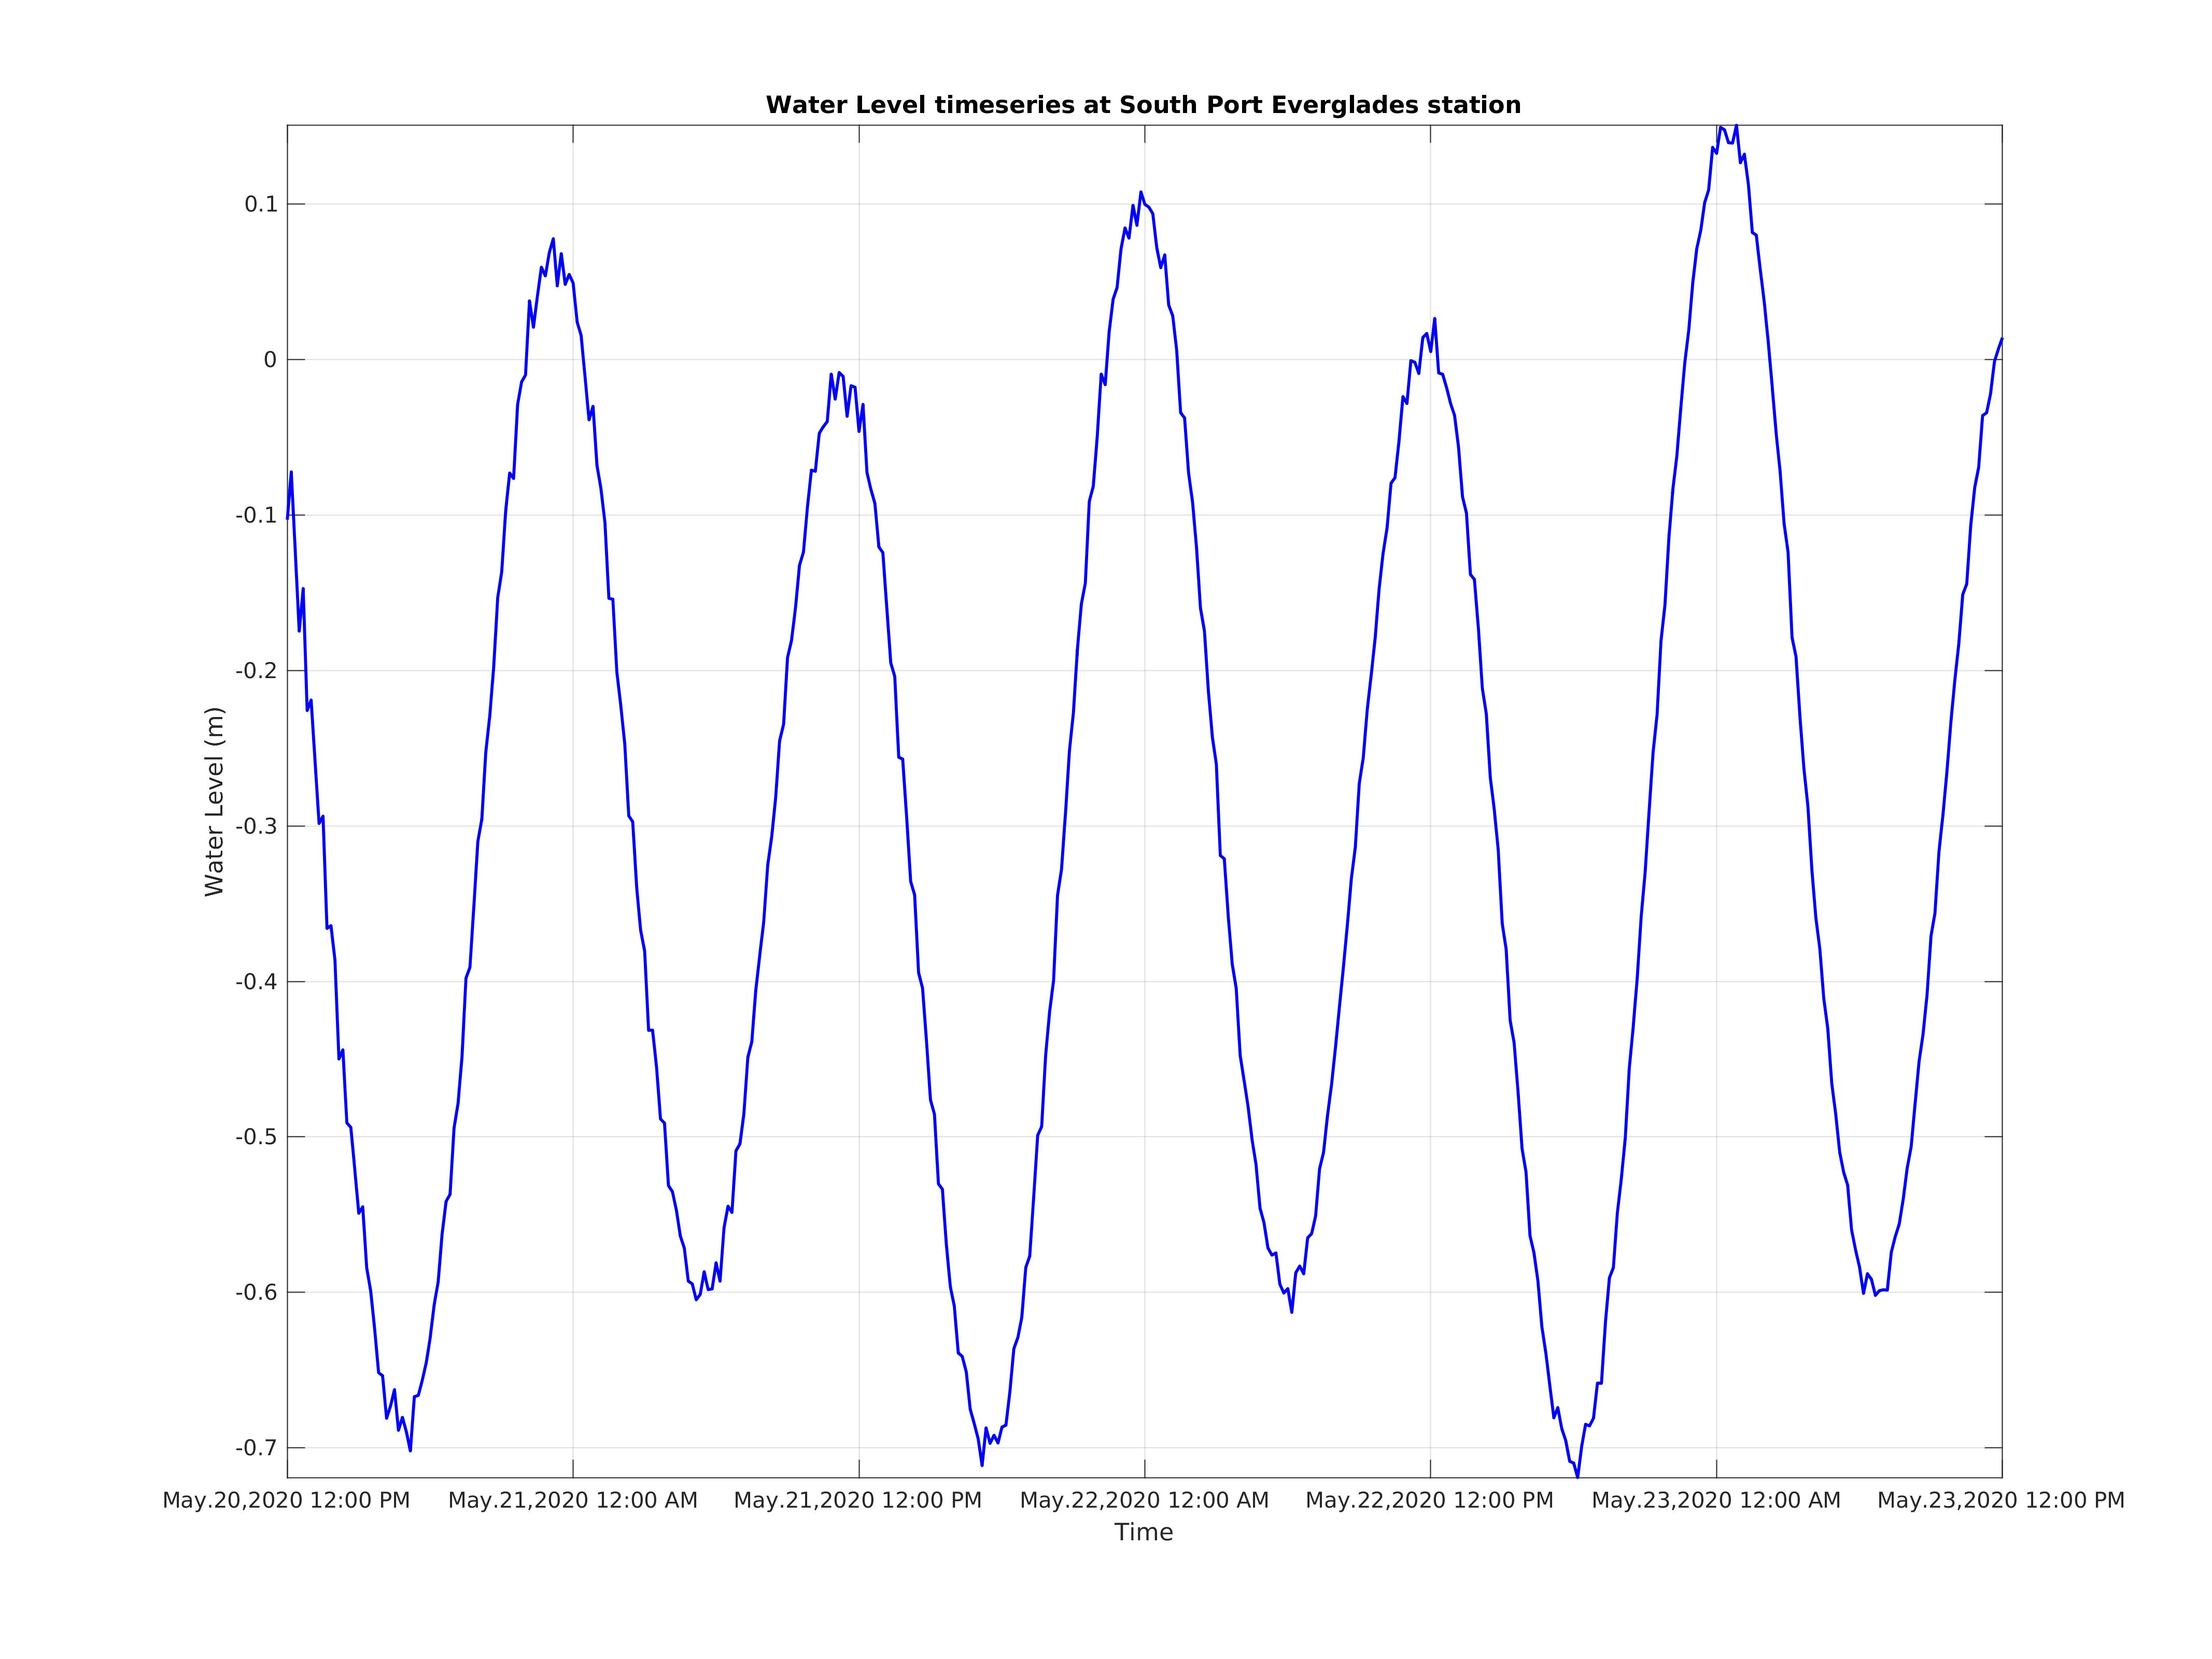 Water Level timeseries at South Port Everglades station
0.1
0
-0.1
-0.2
-0.3
-0.4
-0.5
-0.6
-0.7
Water Level (m)
May.20,2020 12:00 PM May.21,2020 12:00 AM May.21,2020 12:00 PM May.22,2020 12:00 AM May.22,2020 12:00 PM May.23,2020 12:00 AM May.23,2020 12:00 PM
Time